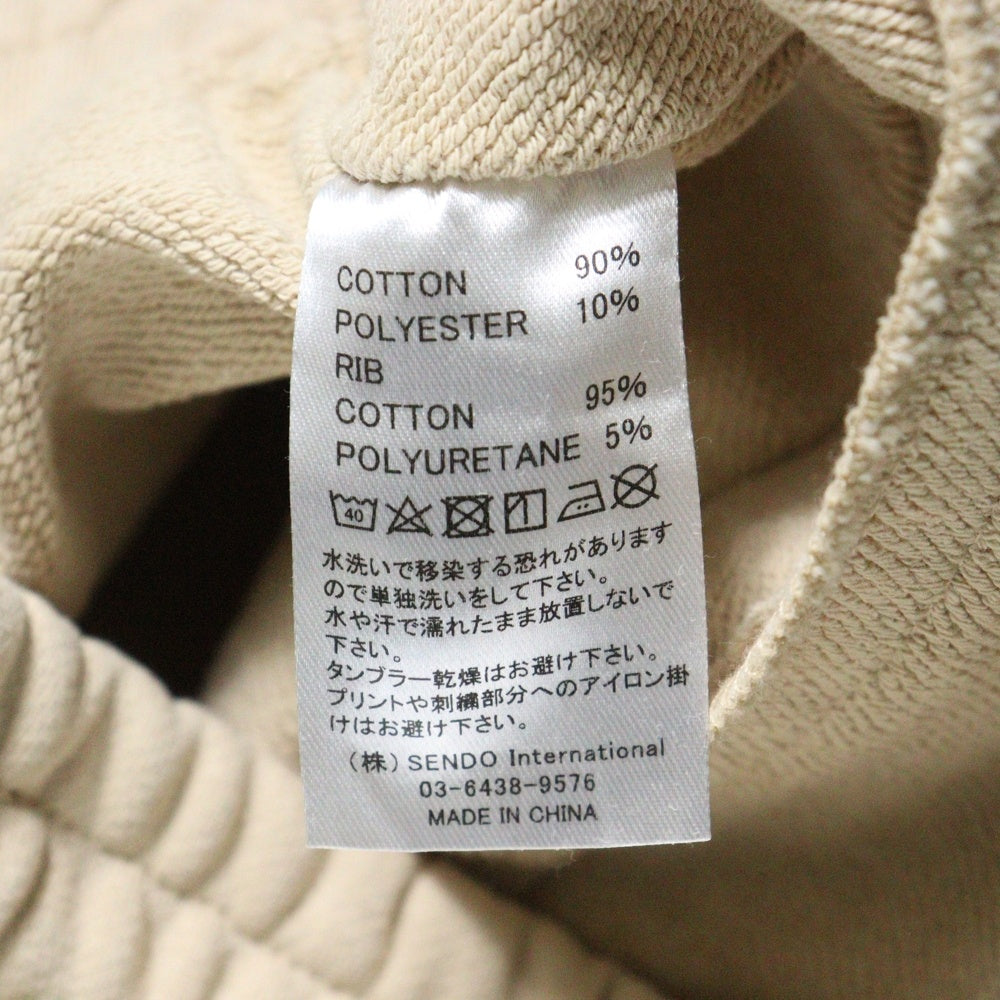 COTTON 90%
POLYESTER 10%
RIB
COTTON 95%
POLYURETANE 5%
40
水洗いで移染する恐れがあります
ので単独洗いをして下さい。
水や汗で濡れたまま放置しないで
下さい。
タンブラー乾燥はお避け下さい。
プリントや刺繍部分へのアイロン掛
けはお避け下さい。
(株) SENDO International
03-6438-9576
MADE IN CHINA